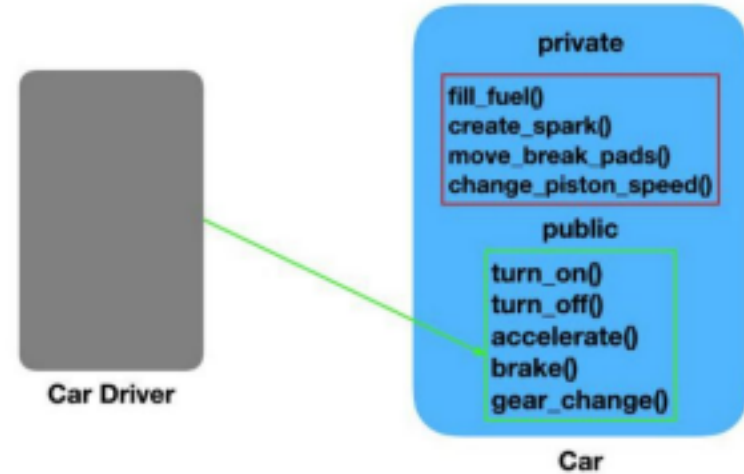 private
fill_fuel()
create_spark()
move_break_pads()
change_piston_speed()
public
turn_on()
turn_off()
accelerate()
brake()
gear_change()
Car Driver
Car